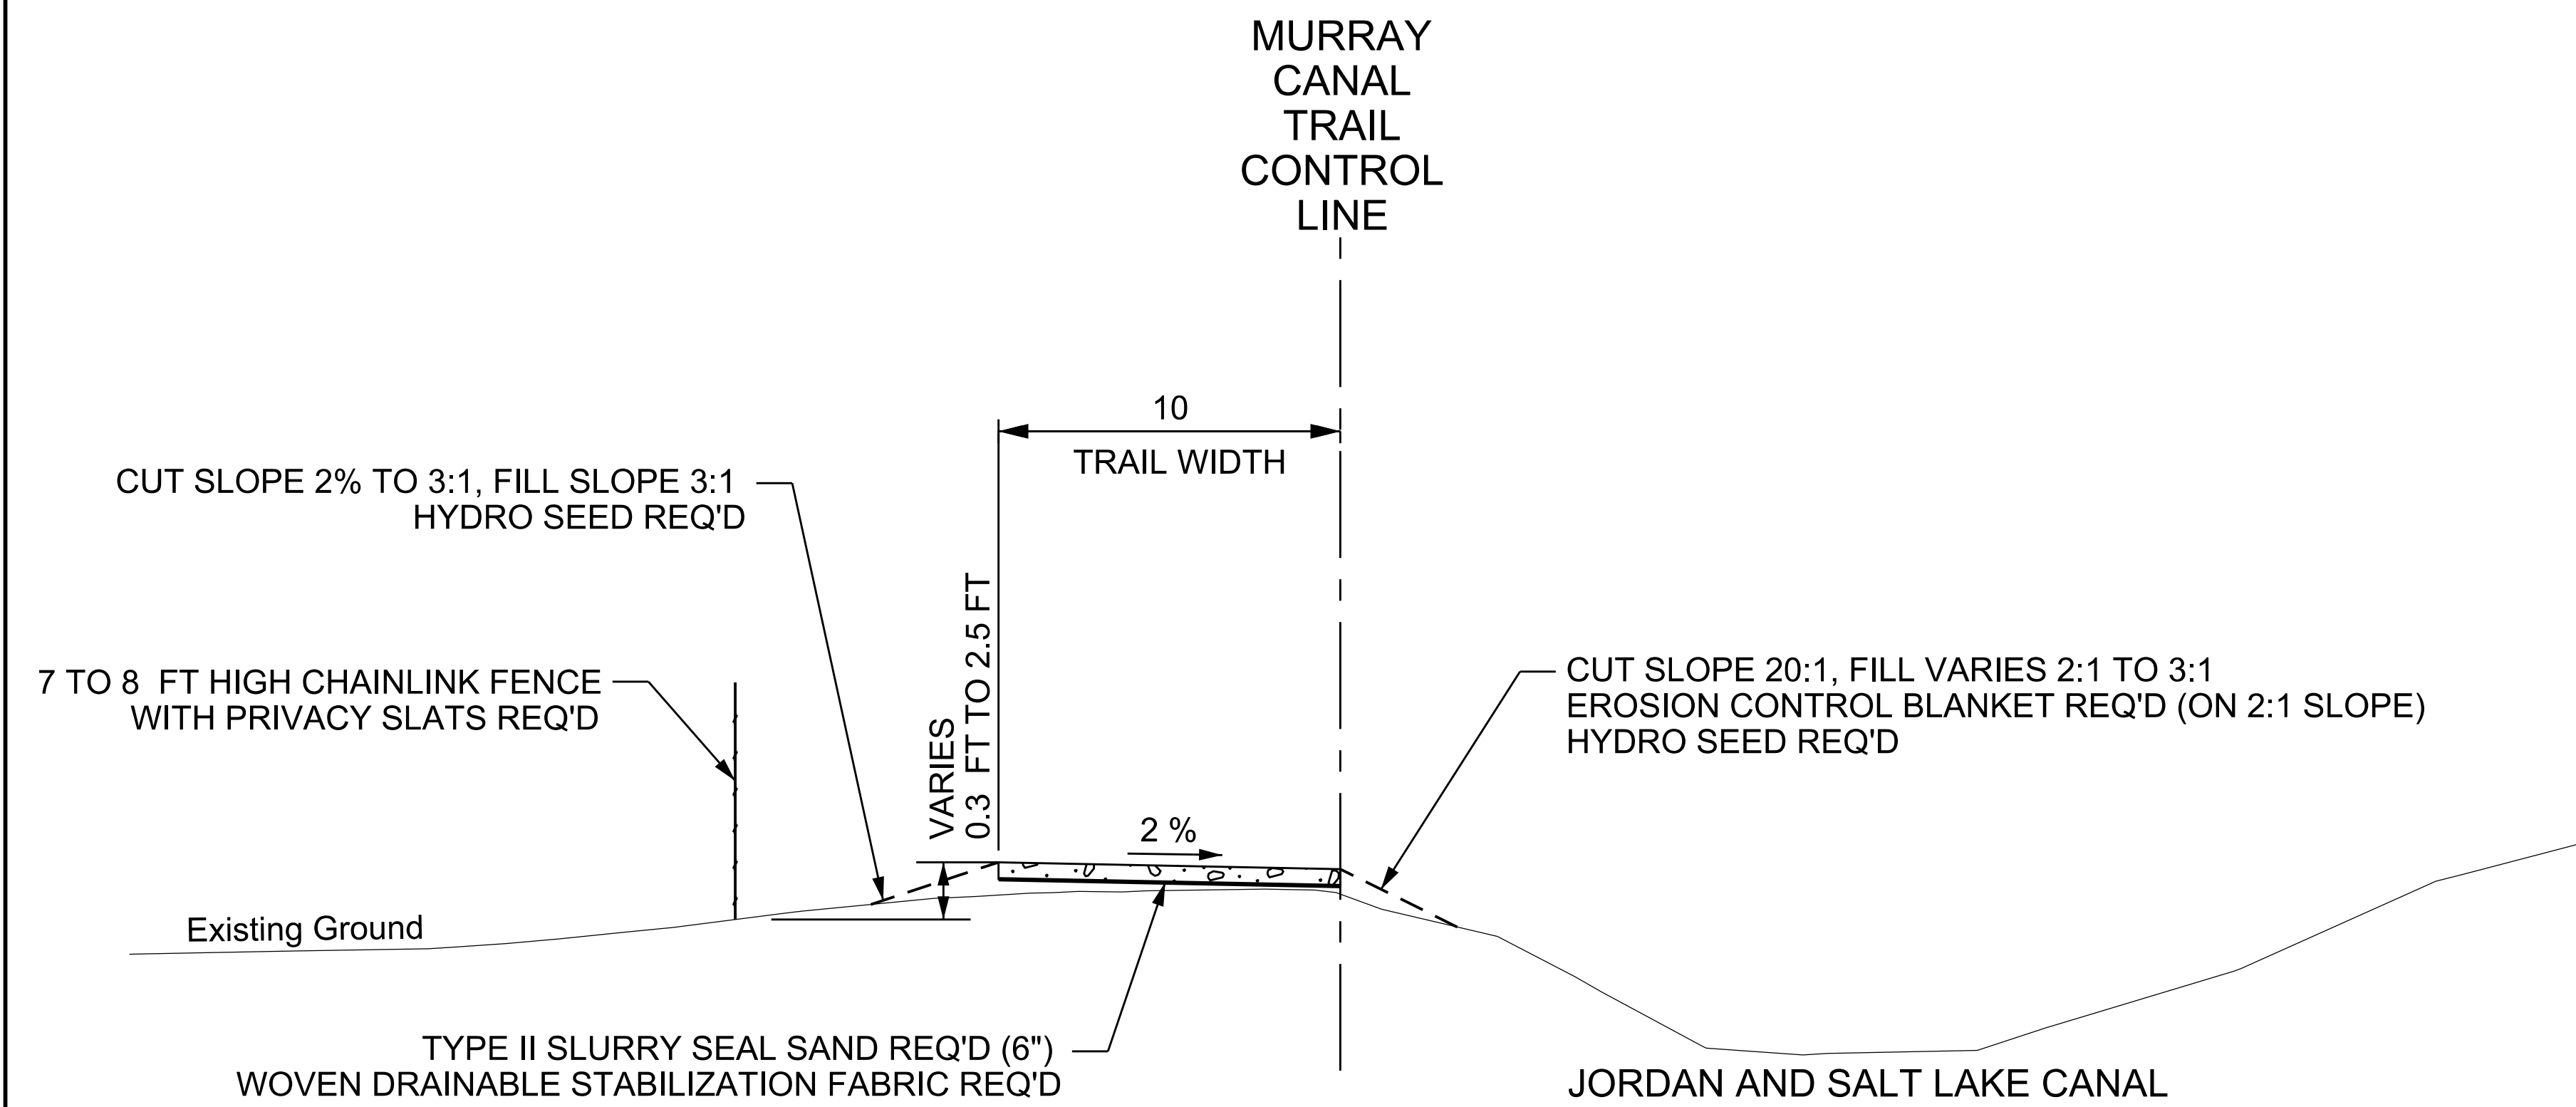 MURRAY
CANAL
TRAIL
CONTROL
LINE
10
TRAIL WIDTH
CUT SLOPE 2% TO 3:1, FILL SLOPE 3:1
HYDRO SEED REQ'D
VARIES
0.3 FT TO 2.5 FT
7 TO 8 FT HIGH CHAINLINK FENCE
WITH PRIVACY SLATS REQ'D
CUT SLOPE 20:1, FILL VARIES 2:1 TO 3:1
EROSION CONTROL BLANKET REQ'D (ON 2:1 SLOPE)
HYDRO SEED REQ'D
2 %
Existing Ground
TYPE II SLURRY SEAL SAND REQ'D (6")
WOVEN DRAINABLE STABILIZATION FABRIC REQ'D
JORDAN AND SALT LAKE CANAL